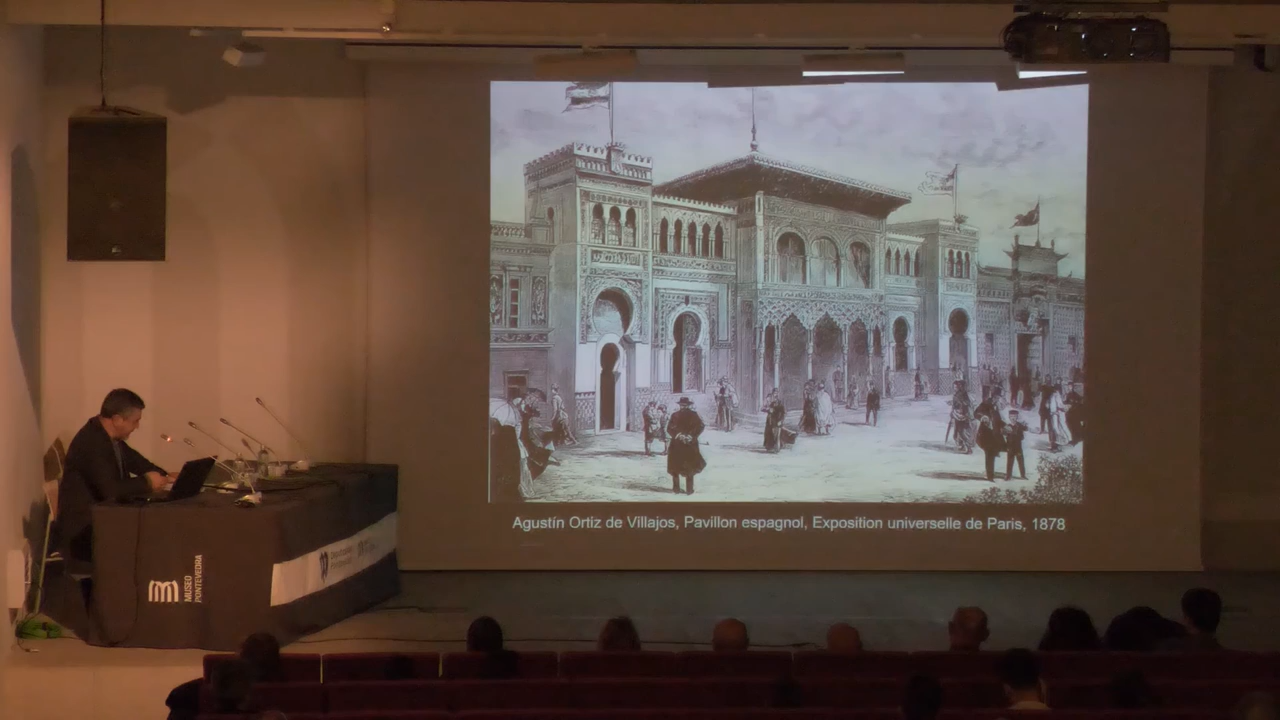 Agustín Ortiz de Villajos, Pavillon espagnol, Exposition universelle de Paris, 1878
MUSEO
PONTEVEDRA